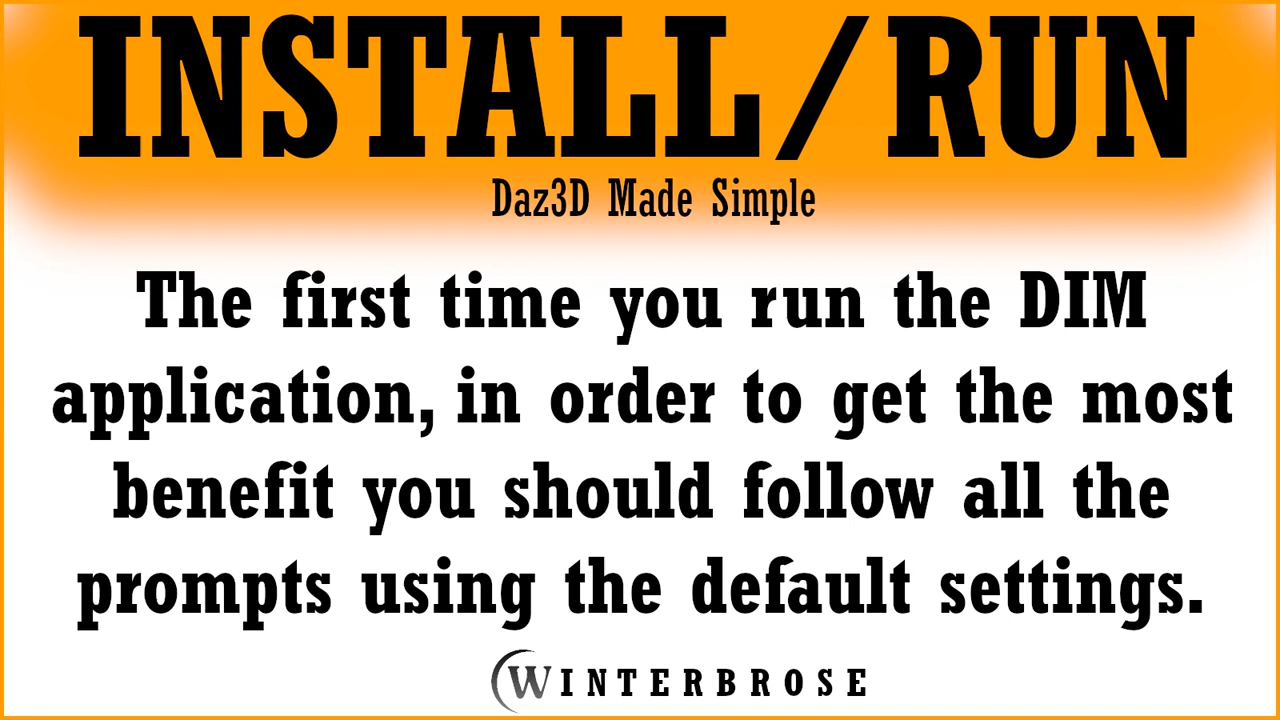 INSTALL/RUN
Daz3D Made Simple
The first time you run the DIM
application, in order to get the most
benefit you should follow all the
prompts using the default settings.
WINTERBROSE